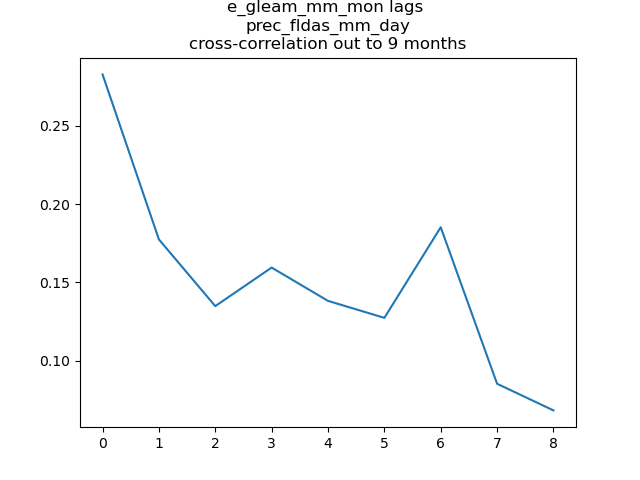 e_gleam_mm_mon lags
prec_fldas_mm_day
cross-correlation out to 9 months
0.25
0.20
0.15
0.10
0 1 2 3 4 5 6 7 8